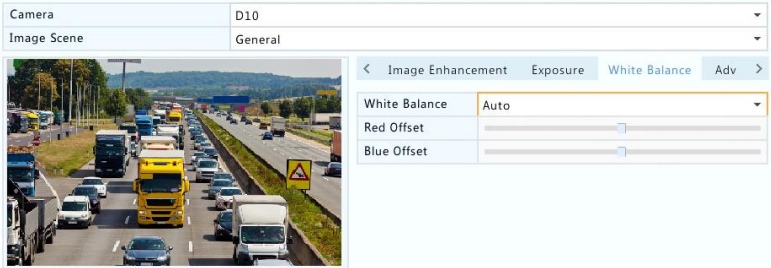 Camera D10
Image Scene General
< Image Enhancement Exposure White Balance Adv >
White Balance Auto
Red Offset
Blue Offset